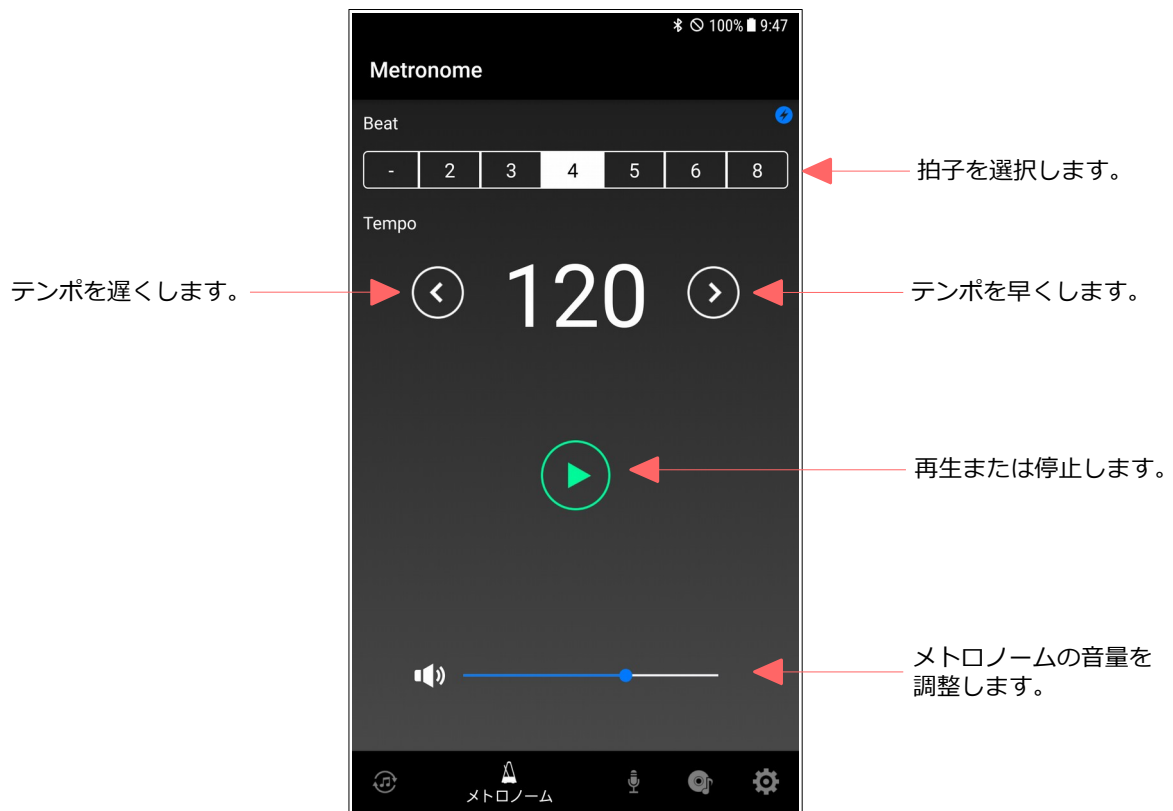 100% 9:47
Metronome
Beat
- 2 3 4 5 6 8
拍子を選択します。
Tempo
テンポを遅くします。
120
テンポを早くします。
再生または停止します。
メトロノームの音量を
調整します。
メトロノーム